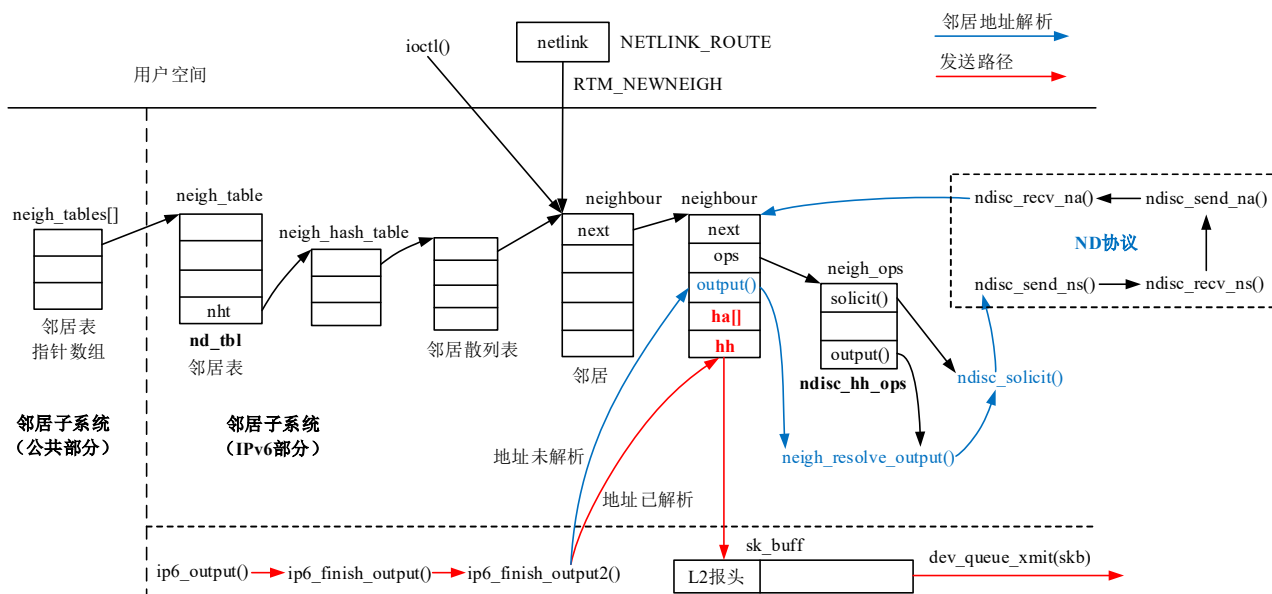 邻居地址解析
netlink
NETLINK_ROUTE
ioctl()
用户空间
发送路径
RTM_NEWNEIGH
neigh_tables[]
neigh_table
neigh_hash_table
neighbour
neighbour
next
next
ops
output()
ha[]
hh
neigh_ops
solicit()
output()
ndisc_hh_ops
ndisc_recv_na()
ndisc_send_na()
ND协议
ndisc_send_ns()
ndisc_recv_ns()
nht
nd_tbl
邻居表
邻居表
指针数组
邻居散列表
邻居
ndisc_solicit()
neigh_resolve_output()
邻居子系统
（公共部分）
邻居子系统
（IPv6部分）
地址未解析
地址已解析
ip6_output()
ip6_finish_output()
ip6_finish_output2()
sk_buff
L2报头
dev_queue_xmit(skb)